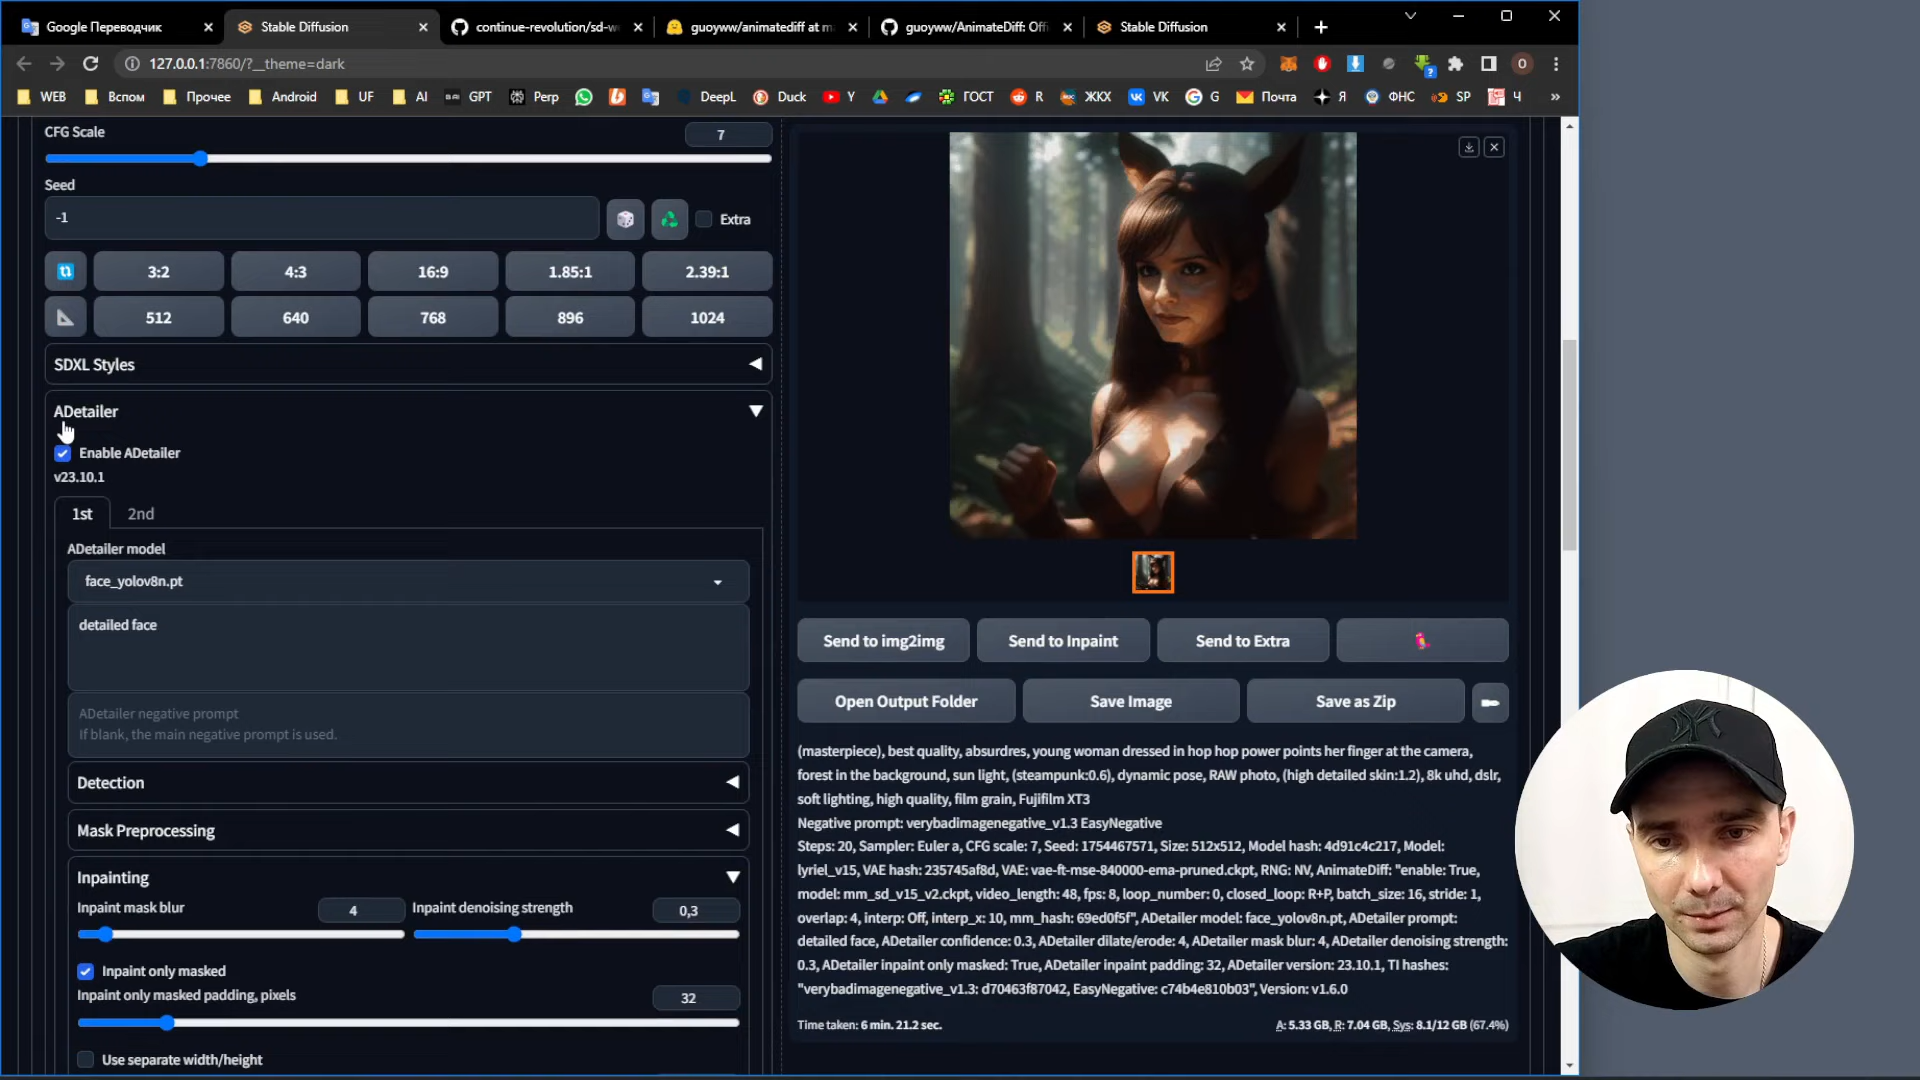 Google Переводчик
Stable Diffusion
continue-revolution/sd-w
guoyww/animatediff at m
guoyww/AnimateDiff: Offi
Stable Diffusion
127.0.0.1:7860/?__theme=dark
WEB
Вспом
Прочее
Android
UF
AI
GPT
Perp
DeepL
Duck
Y
ГОСТ
R
ЖКХ
VK
G
Почта
Я
ФНС
SP
Ч
»
CFG Scale
7
Seed
-1
Extra
3:2
4:3
16:9
1.85:1
2.39:1
512
640
768
896
1024
SDXL Styles
ADetailer
Enable ADetailer
v23.10.1
1st
2nd
ADetailer model
face_yolov8n.pt
detailed face
ADetailer negative prompt
If blank, the main negative prompt is used.
Detection
Mask Preprocessing
Inpainting
Inpaint mask blur
4
Inpaint denoising strength
0,3
Inpaint only masked
Inpaint only masked padding, pixels
32
Use separate width/height
Send to img2img
Send to Inpaint
Send to Extra
Open Output Folder
Save Image
Save as Zip
(masterpiece), best quality, absurdres, young woman dressed in hop hop power points her finger at the camera,
forest in the background, sun light, (steampunk:0.6), dynamic pose, RAW photo, (high detailed skin:1.2), 8k uhd, dslr,
soft lighting, high quality, film grain, Fujifilm XT3
Negative prompt: verybadimagenegative_v1.3 EasyNegative
Steps: 20, Sampler: Euler a, CFG scale: 7, Seed: 1754467571, Size: 512x512, Model hash: 4d91c4c217, Model:
lyriel_v15, VAE hash: 235745af8d, VAE: vae-ft-mse-840000-ema-pruned.ckpt, RNG: NV, AnimateDiff: "enable: True,
model: mm_sd_v15_v2.ckpt, video_length: 48, fps: 8, loop_number: 0, closed_loop: R+P, batch_size: 16, stride: 1,
overlap: 4, interp: Off, interp_x: 10, mm_hash: 69ed0f5f", ADetailer model: face_yolov8n.pt, ADetailer prompt:
detailed face, ADetailer confidence: 0.3, ADetailer dilate/erode: 4, ADetailer mask blur: 4, ADetailer denoising strength:
0.3, ADetailer inpaint only masked: True, ADetailer inpaint padding: 32, ADetailer version: 23.10.1, TI hashes:
"verybadimagenegative_v1.3: d70463f87042, EasyNegative: c74b4e810b03", Version: v1.6.0
Time taken: 6 min. 21.2 sec.
A: 5.33 GB, R: 7.04 GB, Sys: 8.1/12 GB (67.4%)